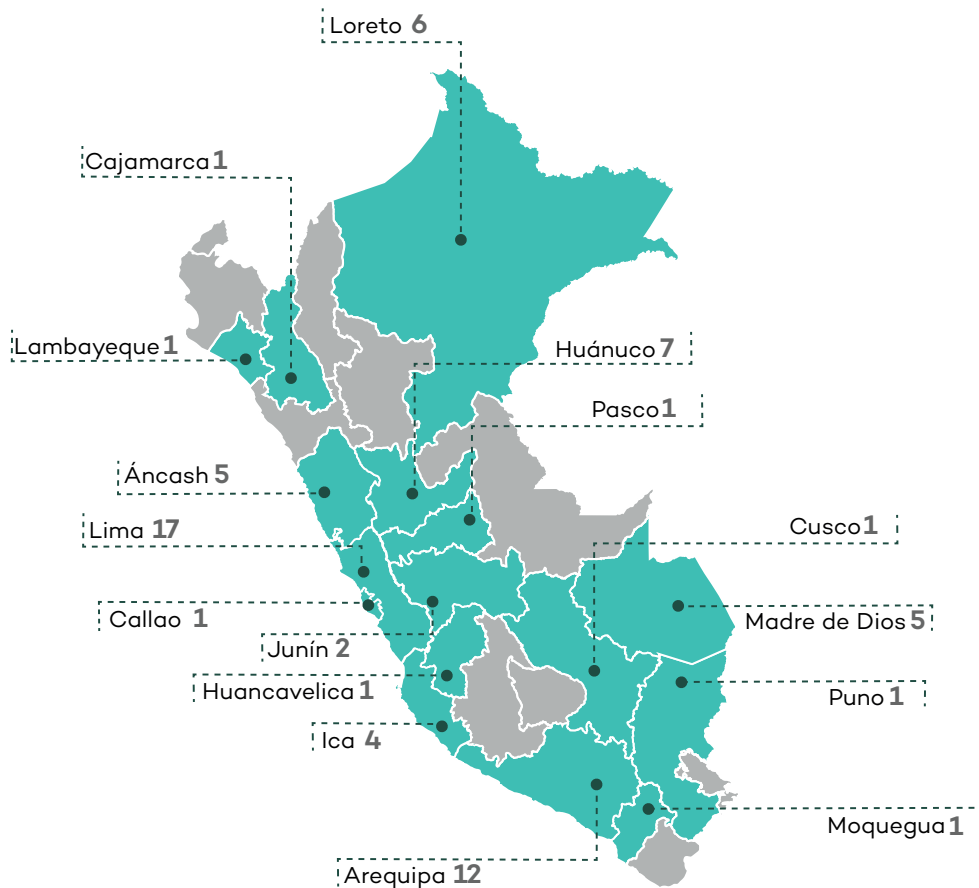 Loreto 6
Cajamarca 1
Lambayeque 1
Huánuco 7
Pasco 1
Áncash 5
Lima 17
Cusco 1
Callao 1
Madre de Dios 5
Junín 2
Huancavelica 1
Puno 1
Ica 4
Moquegua 1
Arequipa 12